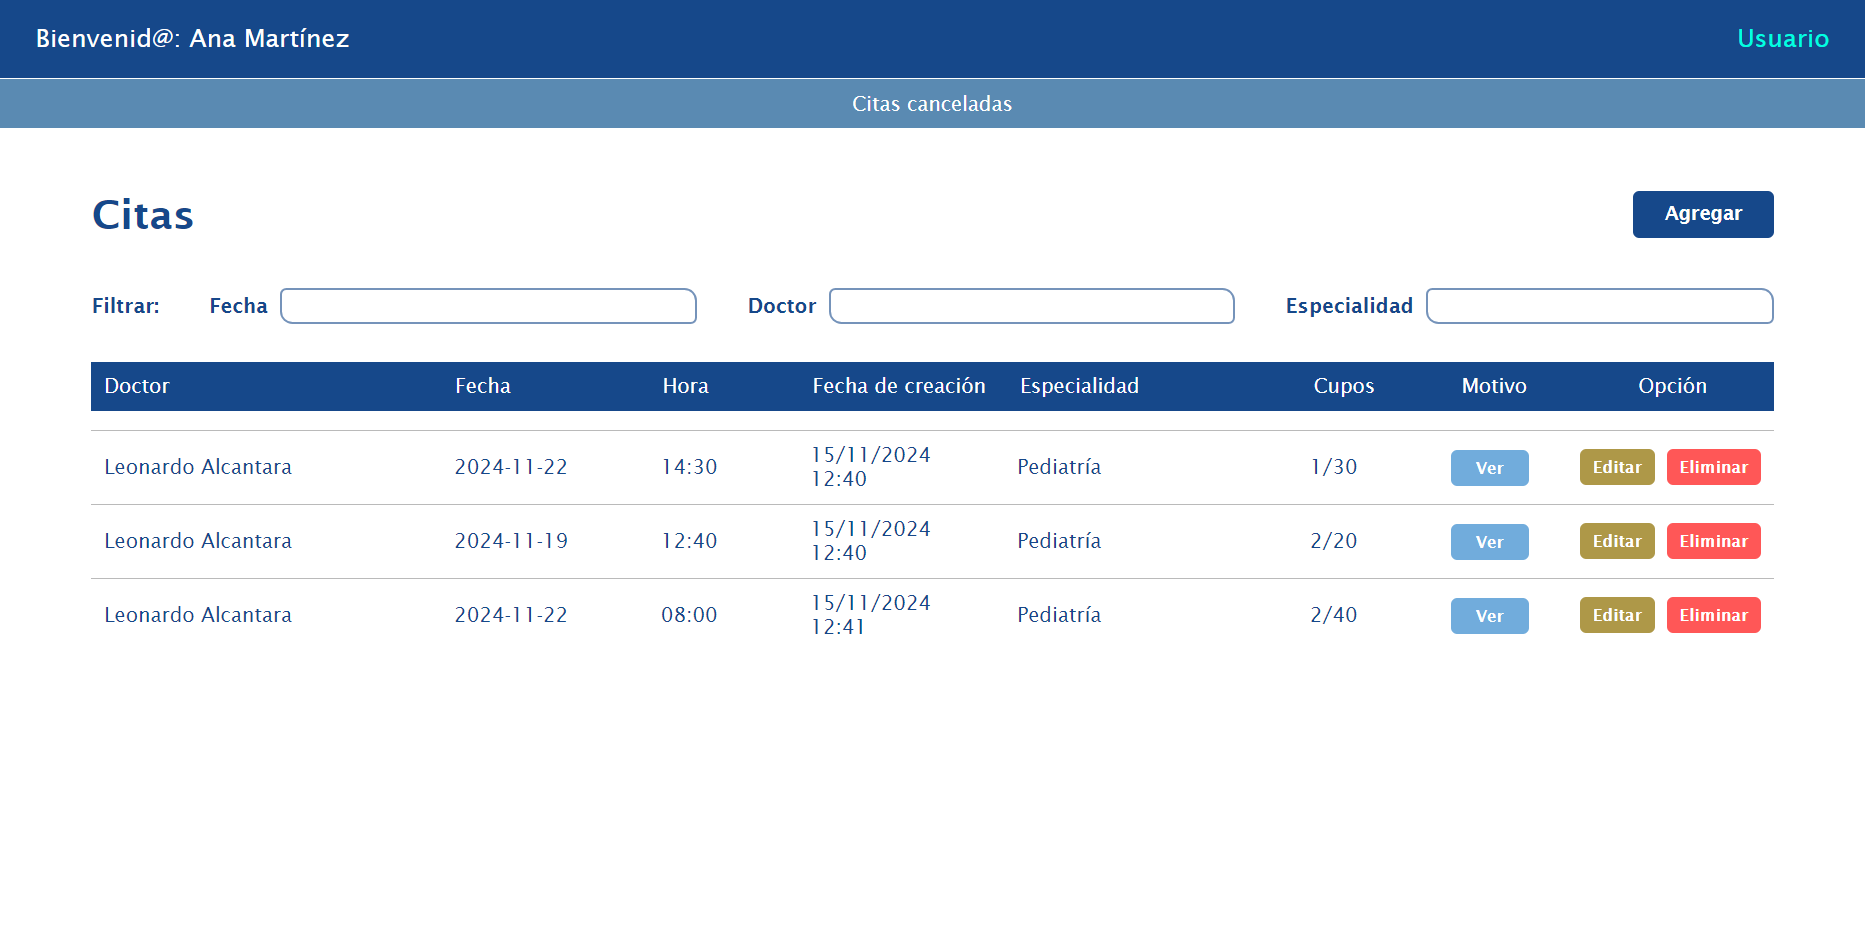 Bienvenid@: Ana Martínez Usuario
Citas canceladas
Citas Agregar
Filtrar: Fecha Doctor Especialidad
Doctor Fecha Hora Fecha de creación Especialidad Cupos Motivo Opción
Leonardo Alcantara 2024-11-22 14:30 15/11/2024 12:40 Pediatría 1/30 Ver Editar Eliminar
Leonardo Alcantara 2024-11-19 12:40 15/11/2024 12:40 Pediatría 2/20 Ver Editar Eliminar
Leonardo Alcantara 2024-11-22 08:00 15/11/2024 12:41 Pediatría 2/40 Ver Editar Eliminar